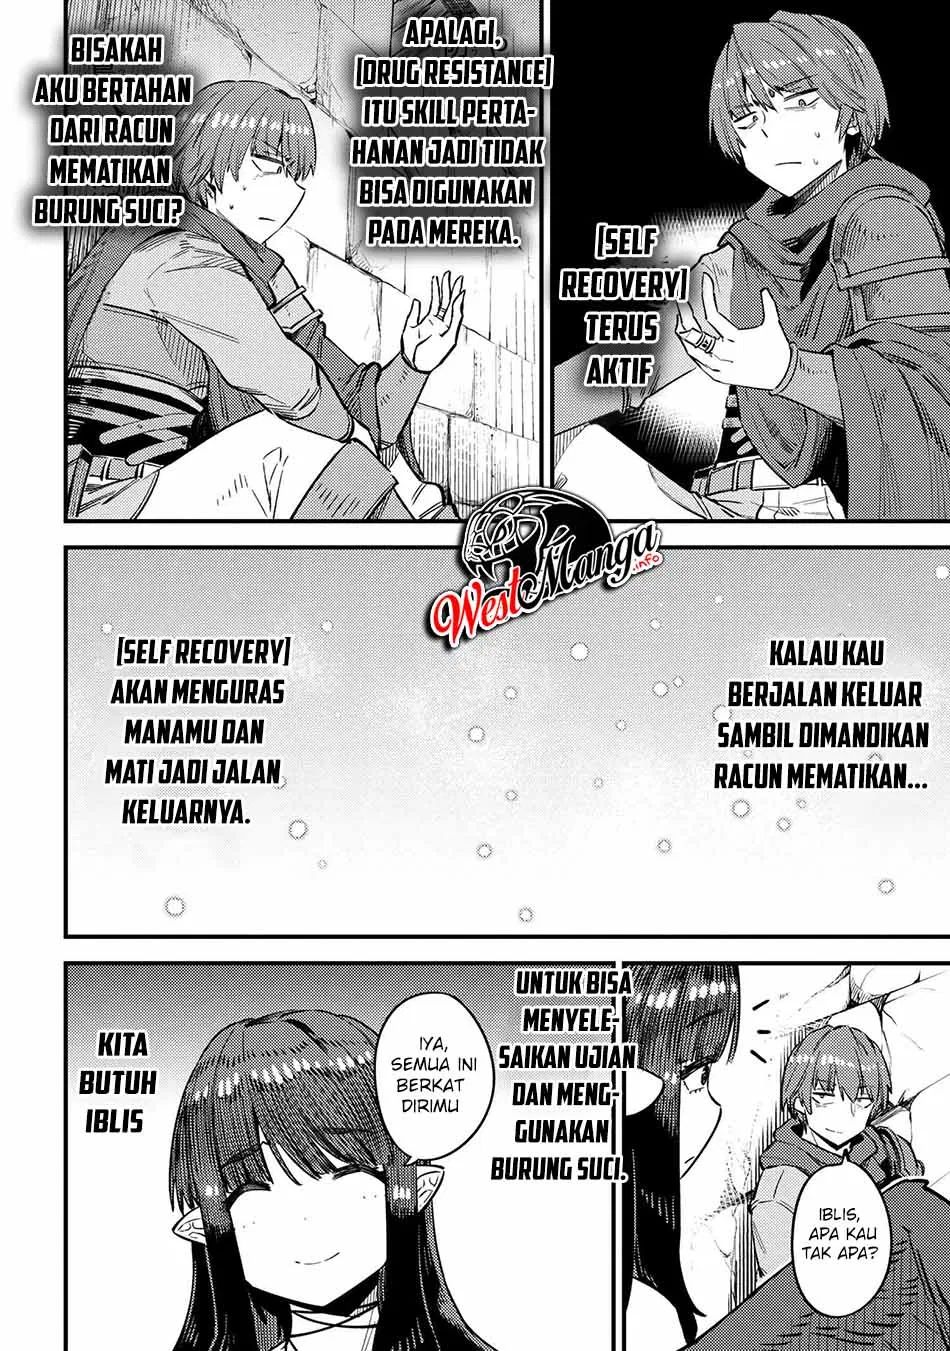 [SELF
RECOVERY]
TERUS
AKTIF
APALAGI,
[DRUG RESISTANCE]
ITU SKILL PERTA-
HANAN JADI TIDAK
BISA DIGUNAKAN
PADA MEREKA.
BISAKAH
AKU BERTAHAN
DARI RACUN
MEMATIKAN
BURUNG SUCI?
WESTMANGA
.info
KALAU KAU
BERJALAN KELUAR
SAMBIL DIMANDIKAN
RACUN MEMATIKAN...
[SELF RECOVERY]
AKAN MENGURAS
MANAMU DAN
MATI JADI JALAN
KELUARNYA.
IBLIS,
APA KAU
TAK APA?
UNTUK BISA
MENYELE-
SAIKAN UJIAN
DAN MENG-
GUNAKAN
BURUNG SUCI.
IYA,
SEMUA INI
BERKAT
DIRIMU
KITA
BUTUH
IBLIS